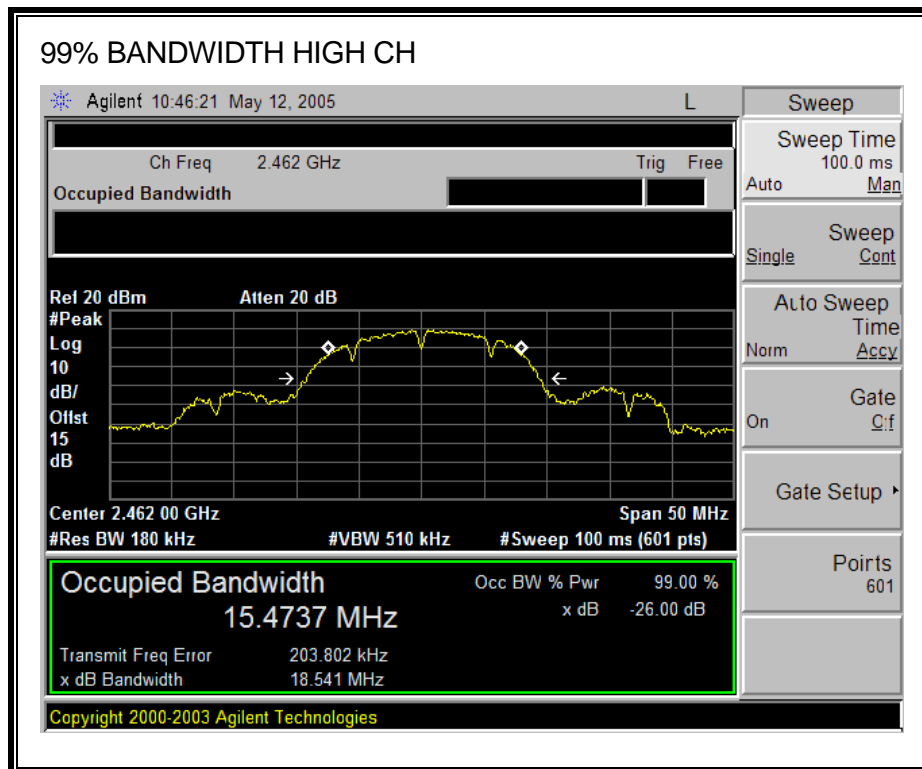 99% BANDWIDTH HIGH CH
Agilent 10:46:21 May 12, 2005 L
Sweep
Ch Freq 2.462 GHz Trig Free
Occupied Bandwidth
Sweep Time
100.0 ms
Auto Man
Sweep
Single Cont
Auto Sweep
Time
Norm Accy
Gate
On Off
Gate Setup
Points
601
Ref 20 dBm Atten 20 dB
#Peak
Log
10
dB/
Offst
15
dB
Center 2.462 00 GHz Span 50 MHz
#Res BW 180 kHz #VBW 510 kHz #Sweep 100 ms (601 pts)
Occupied Bandwidth
15.4737 MHz
Occ BW % Pwr 99.00 %
x dB -26.00 dB
Transmit Freq Error 203.802 kHz
x dB Bandwidth 18.541 MHz
Copyright 2000-2003 Agilent Technologies